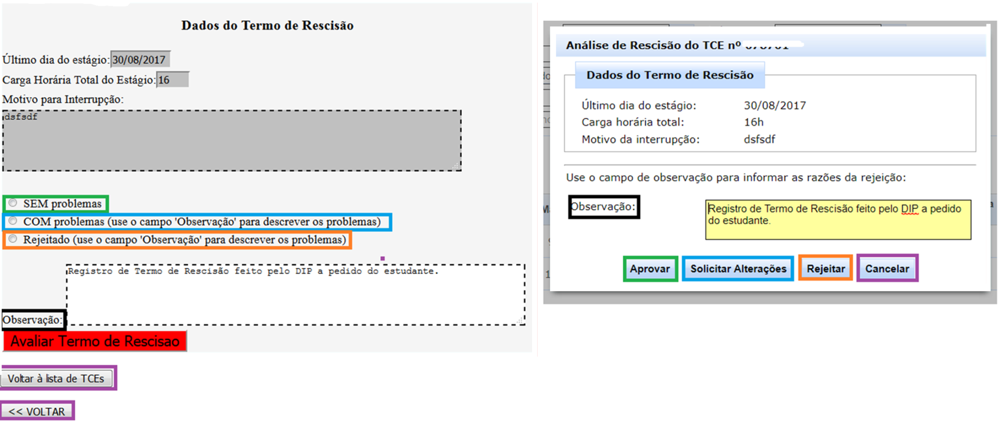 Dados do Termo de Rescisão
Último dia do estágio: 30/08/2017
Carga Horária Total do Estágio: 16
Motivo para Interrupção:
dsfsdf
SEM problemas
COM problemas (use o campo 'Observação' para descrever os problemas)
Rejeitado (use o campo 'Observação' para descrever os problemas)
Registro de Termo de Rescisão feito pelo DIP a pedido do estudante.
Observação:
Avaliar Termo de Rescisao
Voltar à lista de TCEs
<< VOLTAR
Análise de Rescisão do TCE nº
Dados do Termo de Rescisão
Último dia do estágio: 30/08/2017
Carga horária total: 16h
Motivo da interrupção: dsfsdf
Use o campo de observação para informar as razões da rejeição:
Observação:
Registro de Termo de Rescisão feito pelo DIP a pedido
do estudante.
Aprovar Solicitar Alterações Rejeitar Cancelar